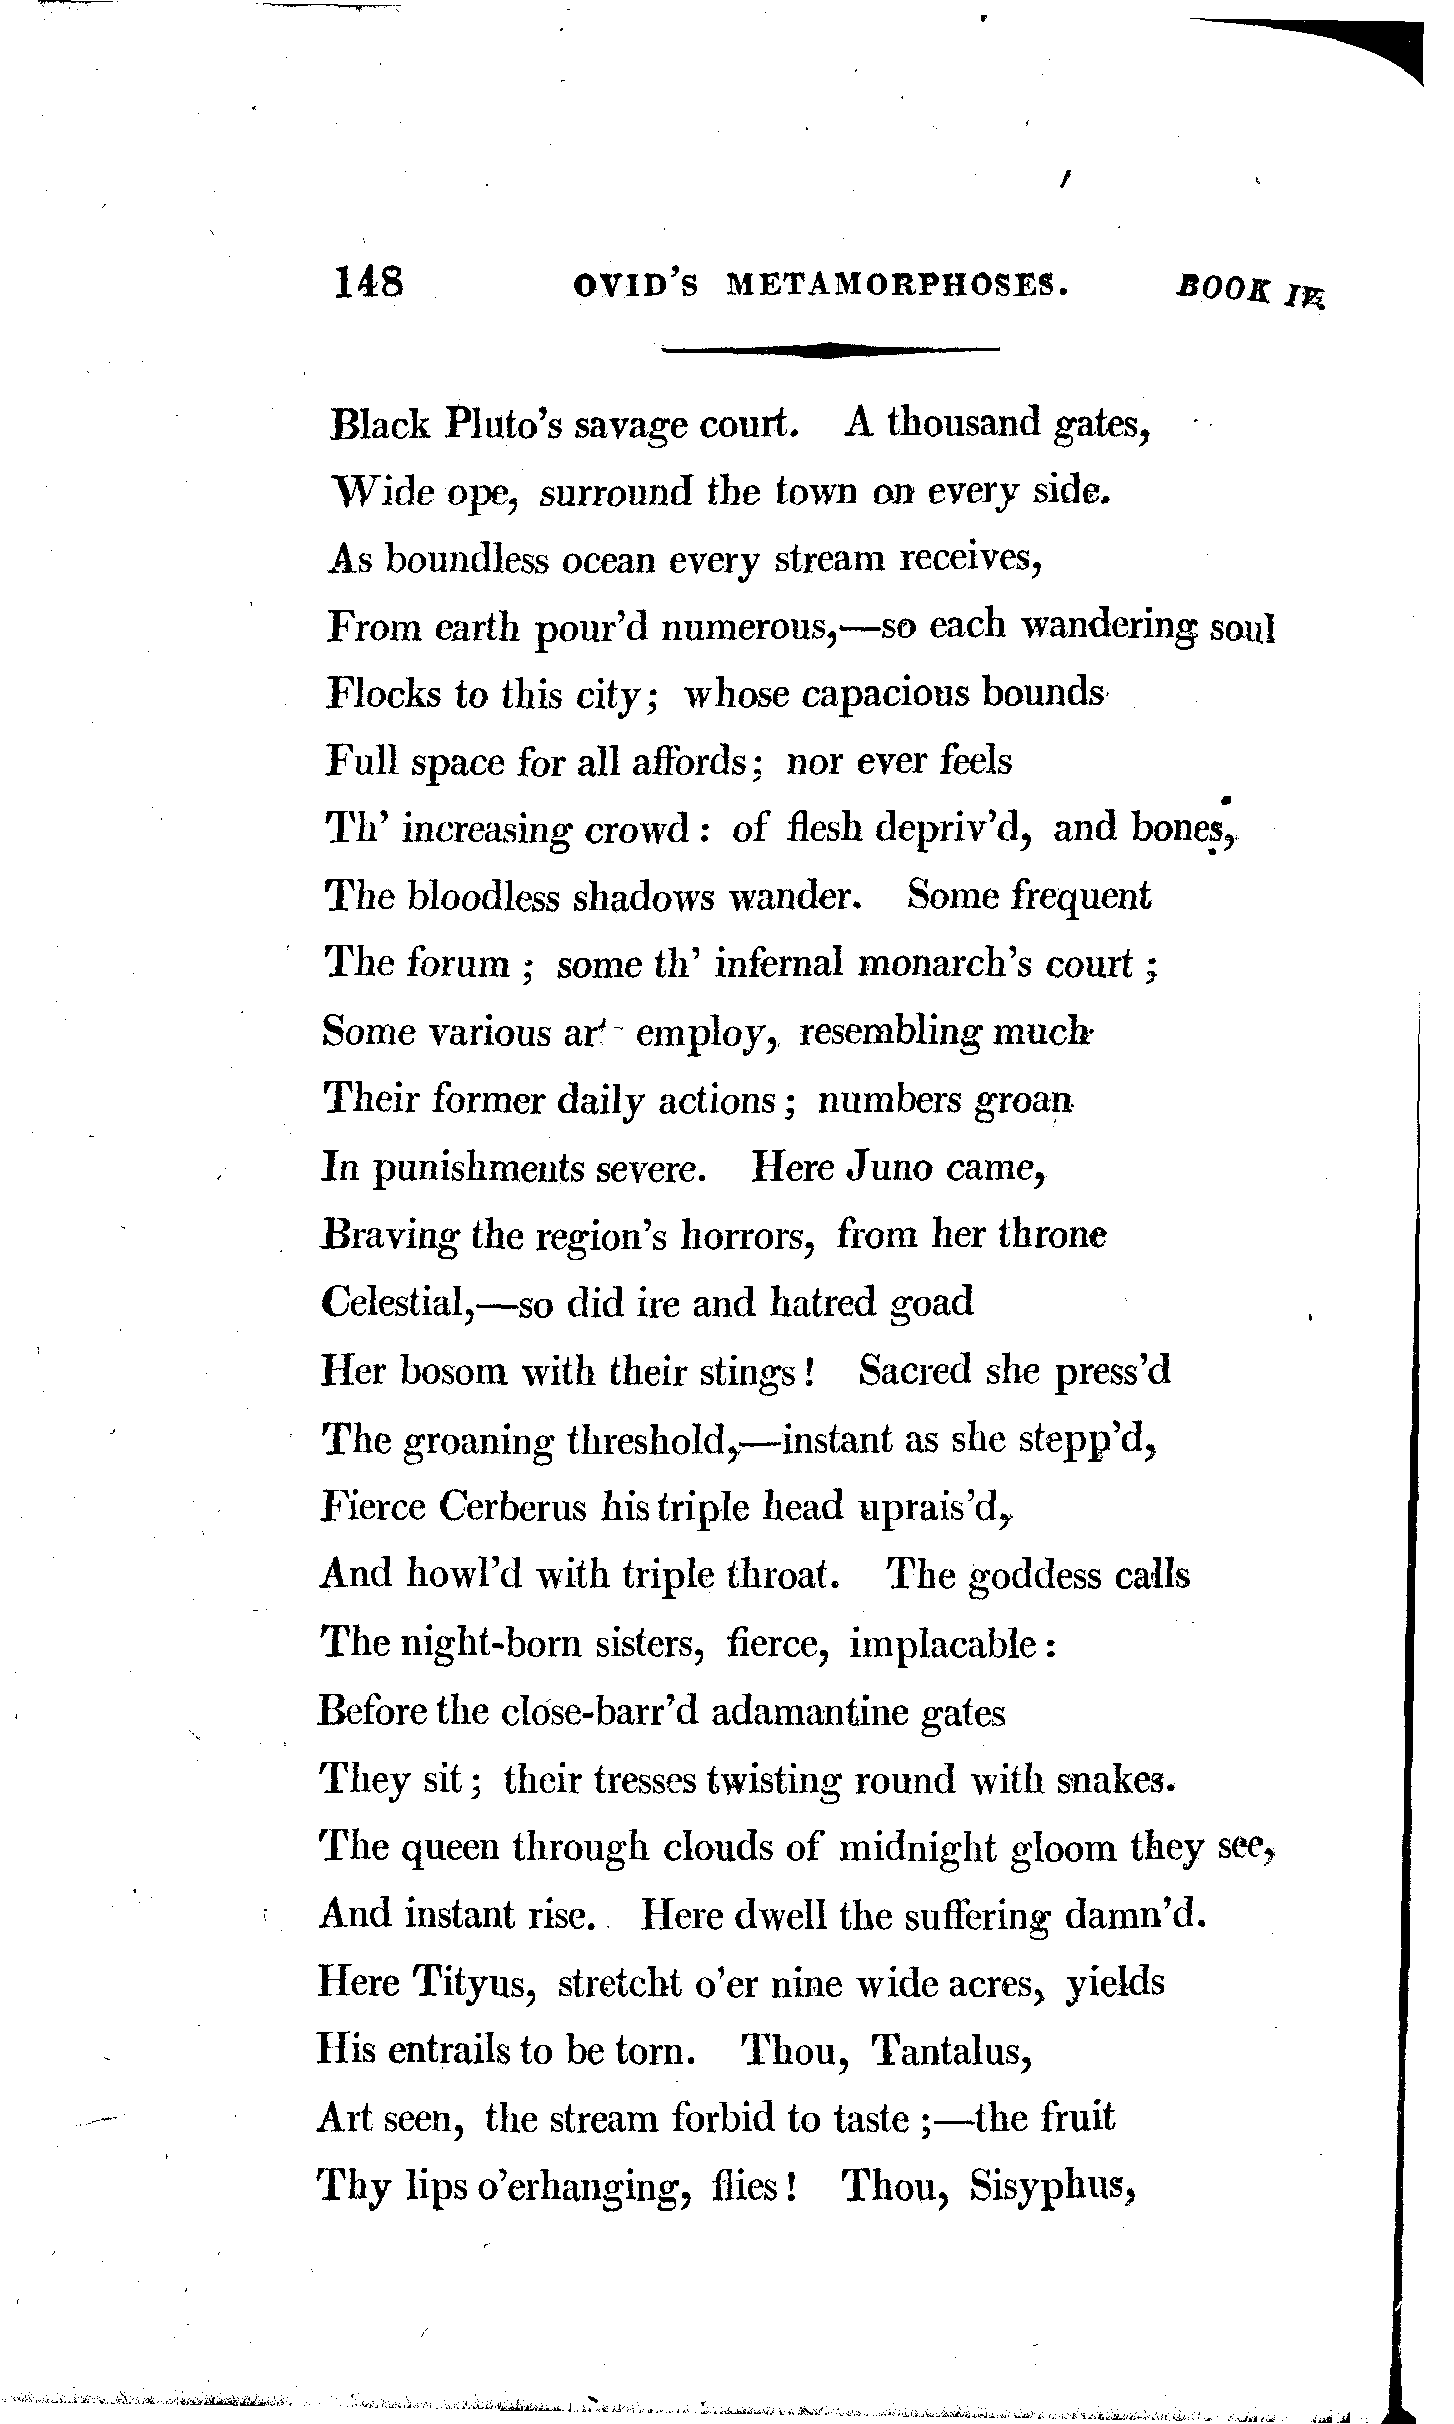 148 OVID'S METAMORPHOSES. BOOK
Black Pluto's savage court. A thousand gates,
Wide ope, surround the town on every side.
As boundless ocean every stream receives,
From earth pour'd numerous,—so each wandering soul
Flocks to this city; whose capacious bounds
Full space for all affords; nor ever feels
Th' increasing crowd: of flesh depriv'd, and bones,
The bloodless shadows wander. Some frequent
The forum; some th' infernal monarch's court;
Some various employ, resembling much
Their former daily actions; numbers groan
In punishments severe. Here Juno came,
Braving the region's horrors, from her throne
Celestial,—so did ire and hatred goad
Her bosom with their stings! Sacred she press'd
The groaning threshold,—instant as she stepp'd,
Fierce Cerberus his triple head uprais'd,
And howl'd with triple throat. The goddess calls
The night-born sisters, fierce, implacable:
Before the close-barr'd adamantine gates
They sit; their tresses twisting round with snakes.
The queen through clouds of midnight gloom they see,
And instant rise. Here dwell the suffering damn'd.
Here Tityus, stretcht o'er nine wide acres, yields
His entrails to be torn. Thou, Tantalus,
Art seen, the stream forbid to taste;—the fruit
Thy lips o'erhanging, flies! Thou, Sisyphus,